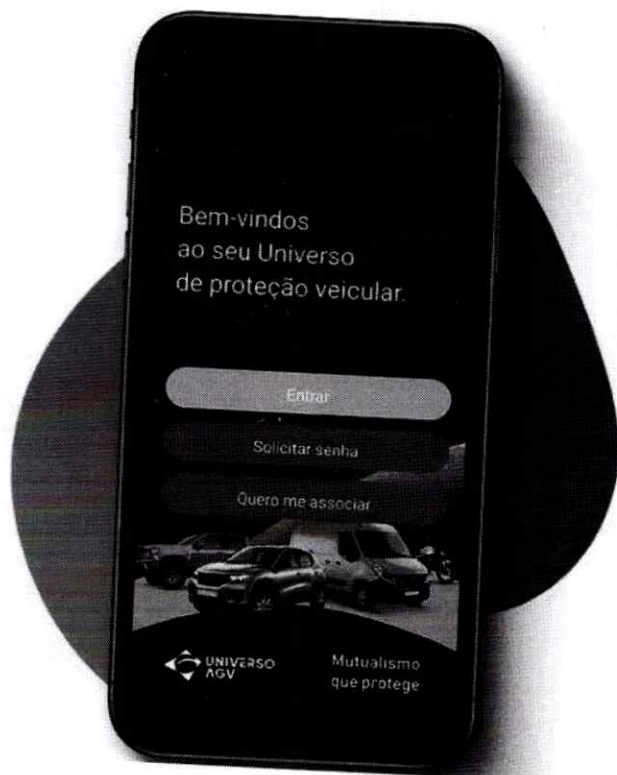 Bem-vindos
ao seu Universo
de proteção veicular.
Entrar
Solicitar senha
Quero me associar
UNIVERSO
AGV
Mutualismo
que protege